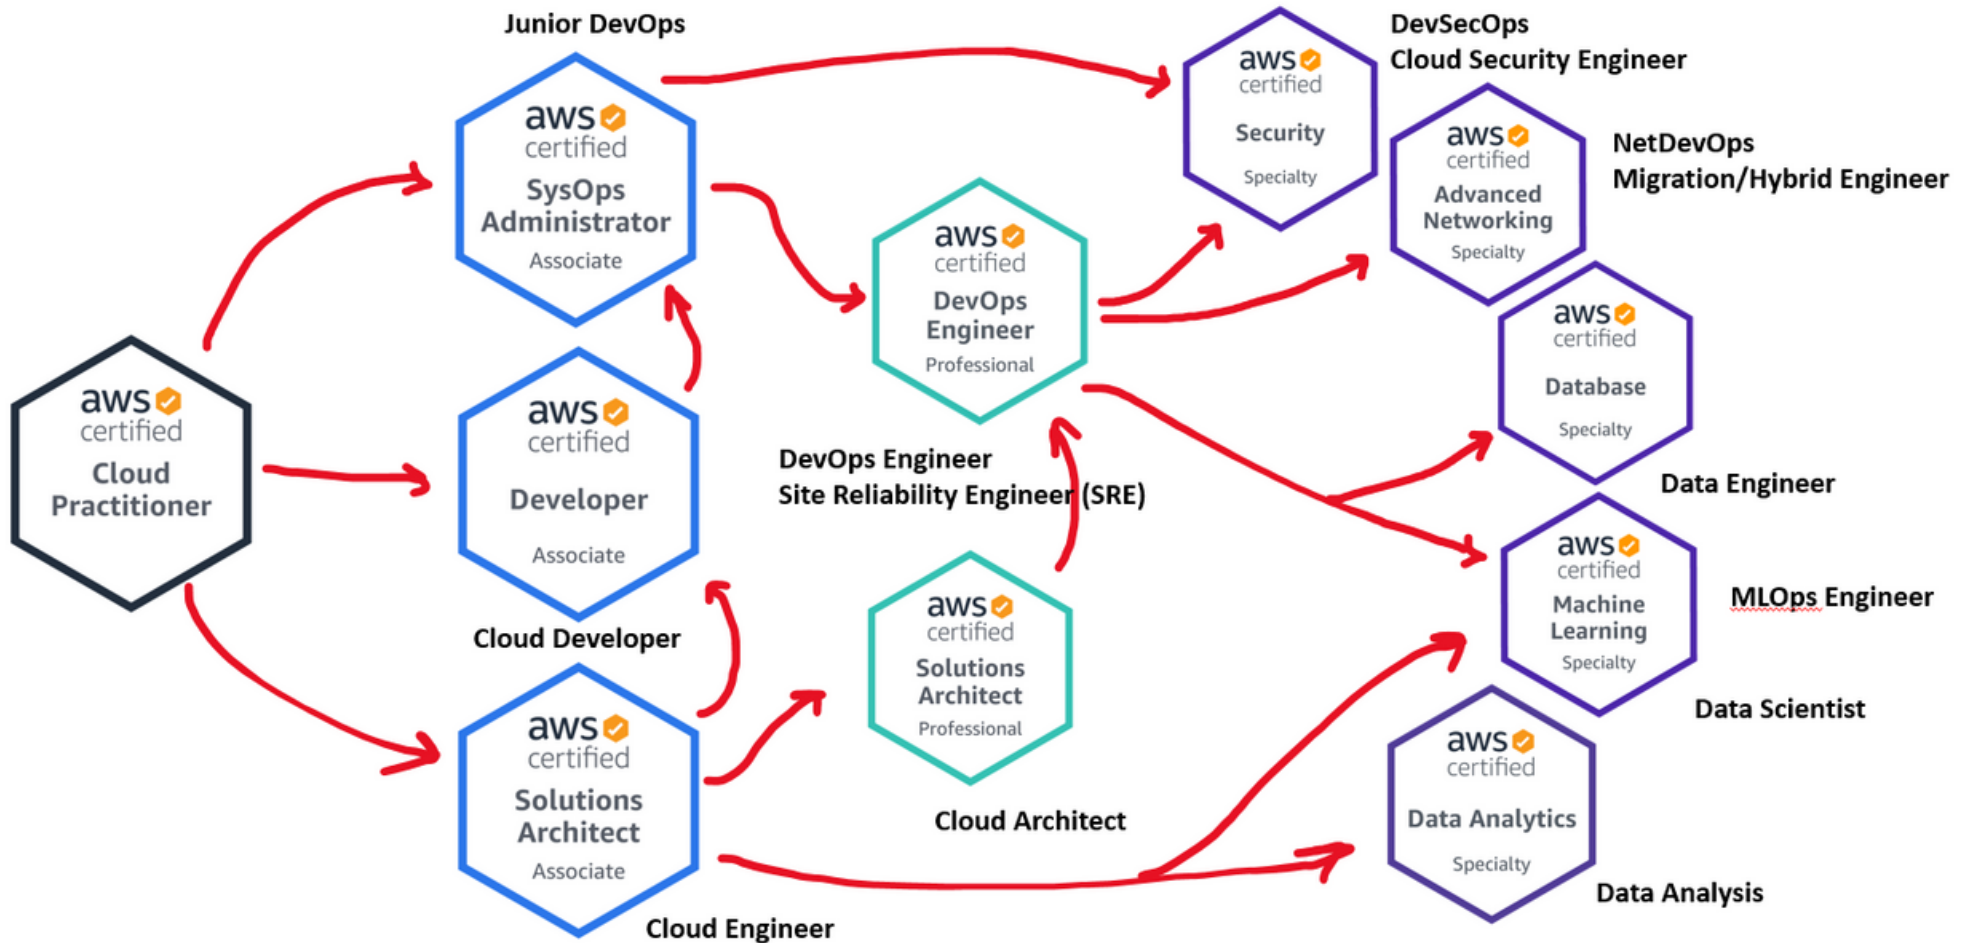 Junior DevOps
aws
certified
SysOps
Administrator
Associate
aws
certified
Security
Specialty
DevSecOps
Cloud Security Engineer
aws
certified
Advanced
Networking
Specialty
NetDevOps
Migration/Hybrid Engineer
aws
certified
DevOps
Engineer
Professional
DevOps Engineer
Site Reliability Engineer (SRE)
aws
certified
Database
Specialty
Data Engineer
aws
certified
Cloud
Practitioner
aws
certified
Developer
Associate
Cloud Developer
aws
certified
Solutions
Architect
Professional
Cloud Architect
aws
certified
Machine
Learning
Specialty
MLOps Engineer
Data Scientist
aws
certified
Solutions
Architect
Associate
Cloud Engineer
aws
certified
Data Analytics
Specialty
Data Analysis